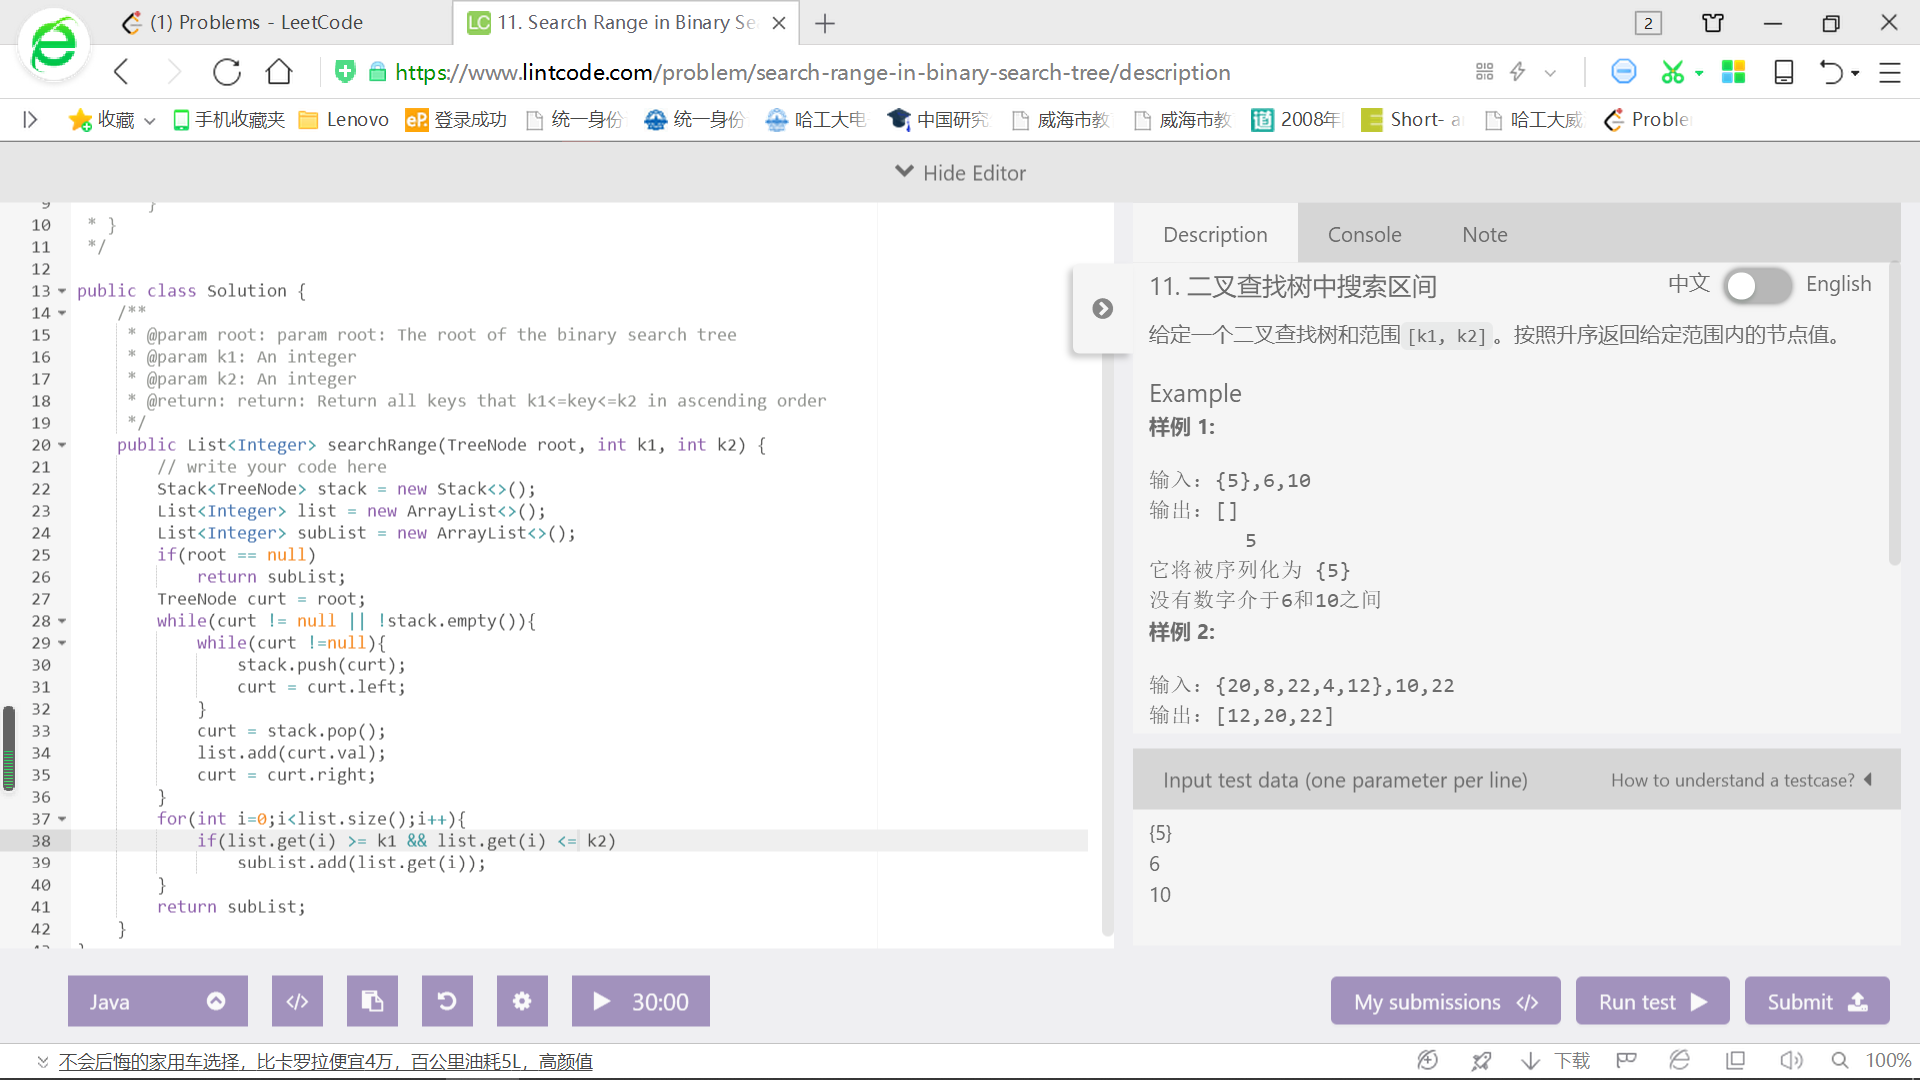 (1) Problems - LeetCode
LC 11. Search Range in Binary Se
2
https://www.lintcode.com/problem/search-range-in-binary-search-tree/description
收藏 手机收藏夹 Lenovo eP. 登录成功 统一身份 统一身份 哈工大电 中国研究 威海市教 威海市教 道 2008年 Short- a 哈工大威 Proble
Hide Editor
9 }
10 * }
11 */
12
13 public class Solution {
14 /**
15 * @param root: param root: The root of the binary search tree
16 * @param k1: An integer
17 * @param k2: An integer
18 * @return: return: Return all keys that k1<=key<=k2 in ascending order
19 */
20 public List<Integer> searchRange(TreeNode root, int k1, int k2) {
21 // write your code here
22 Stack<TreeNode> stack = new Stack<>();
23 List<Integer> list = new ArrayList<>();
24 List<Integer> subList = new ArrayList<>();
25 if(root == null)
26 return subList;
27 TreeNode curt = root;
28 while(curt != null || !stack.empty()){
29 while(curt !=null){
30 stack.push(curt);
31 curt = curt.left;
32 }
33 curt = stack.pop();
34 list.add(curt.val);
35 curt = curt.right;
36 }
37 for(int i=0;i<list.size();i++){
38 if(list.get(i) >= k1 && list.get(i) <= k2)
39 subList.add(list.get(i));
40 }
41 return subList;
42 }
43 }
Java </> 30:00
Description Console Note
11. 二叉查找树中搜索区间 中文 English
给定一个二叉查找树和范围[k1, k2]。按照升序返回给定范围内的节点值。
Example
样例 1:
输入：{5},6,10
输出：[]
5
它将被序列化为 {5}
没有数字介于6和10之间
样例 2:
输入：{20,8,22,4,12},10,22
输出：[12,20,22]
Input test data (one parameter per line) How to understand a testcase?
{5}
6
10
My submissions </> Run test Submit
不会后悔的家用车选择，比卡罗拉便宜4万，百公里油耗5L，高颜值
下载 100%